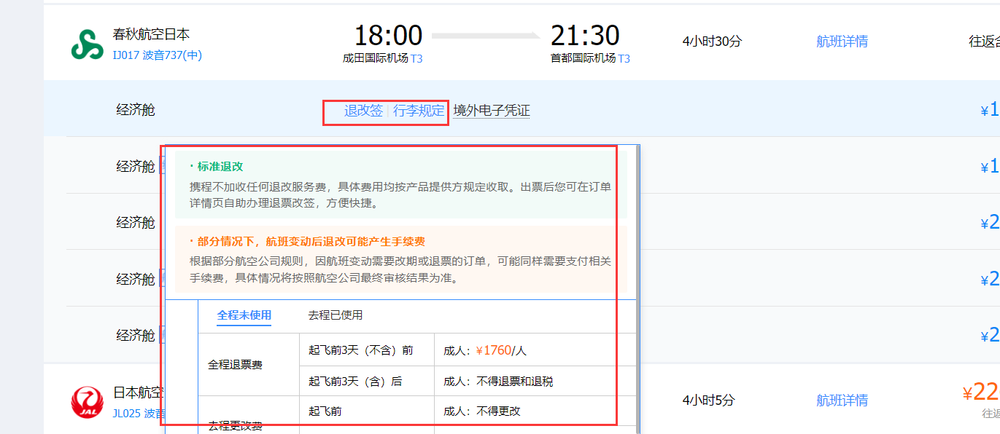 春秋航空日本
IJ017 波音737(中)
18:00
成田国际机场 T3
21:30
首都国际机场 T3
4小时30分
航班详情
往返含
经济舱
退改签 | 行李规定 境外电子凭证
¥1
经济舱
¥1
经济舱
¥2
经济舱
¥2
经济舱
¥2
· 标准退改
携程不加收任何退改服务费，具体费用均按产品提供方规定收取。出票后您可在订单
详情页自助办理退票改签，方便快捷。
· 部分情况下，航班变动后退改可能产生手续费
根据部分航空公司规则，因航班变动需要改期或退票的订单，可能同样需要支付相关
手续费，具体情况将按照航空公司最终审核结果为准。
全程未使用 去程已使用
全程退票费
起飞前3天（不含）前 成人：¥1760/人
起飞前3天（含）后 成人：不得退票和退税
去程更改费
起飞前 成人：不得更改
日本航空
JL025 波音
4小时5分
航班详情
¥22
往返